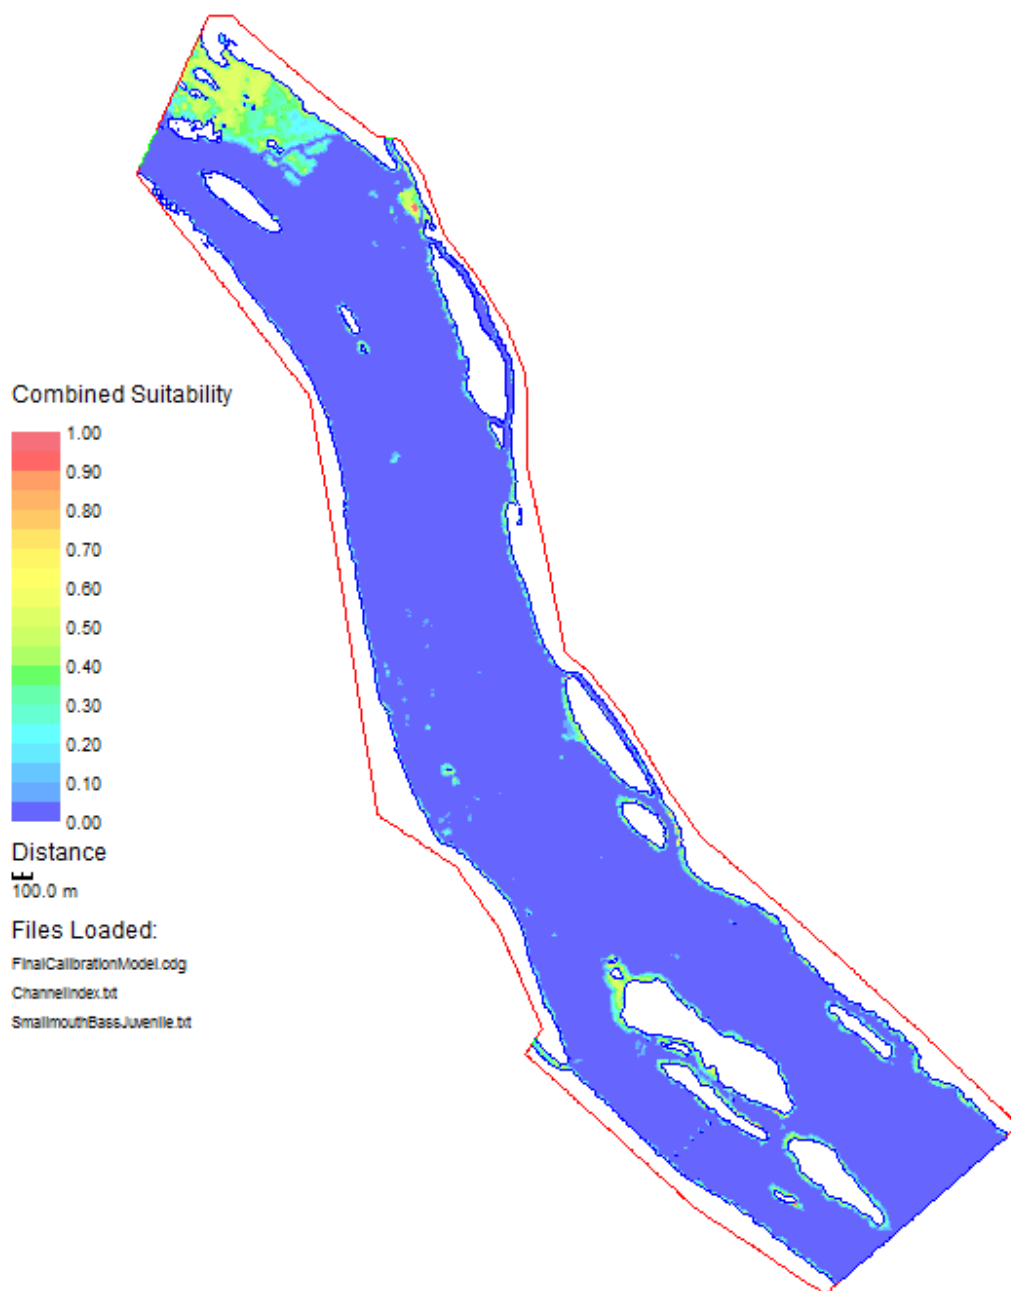 Combined Suitability
1.00
0.90
0.80
0.70
0.60
0.50
0.40
0.30
0.20
0.10
0.00
Distance
100.0 m
Files Loaded:
FinalCalibrationModel.cdg
ChannelIndex.txt
SmallmouthBassJuvenile.txt